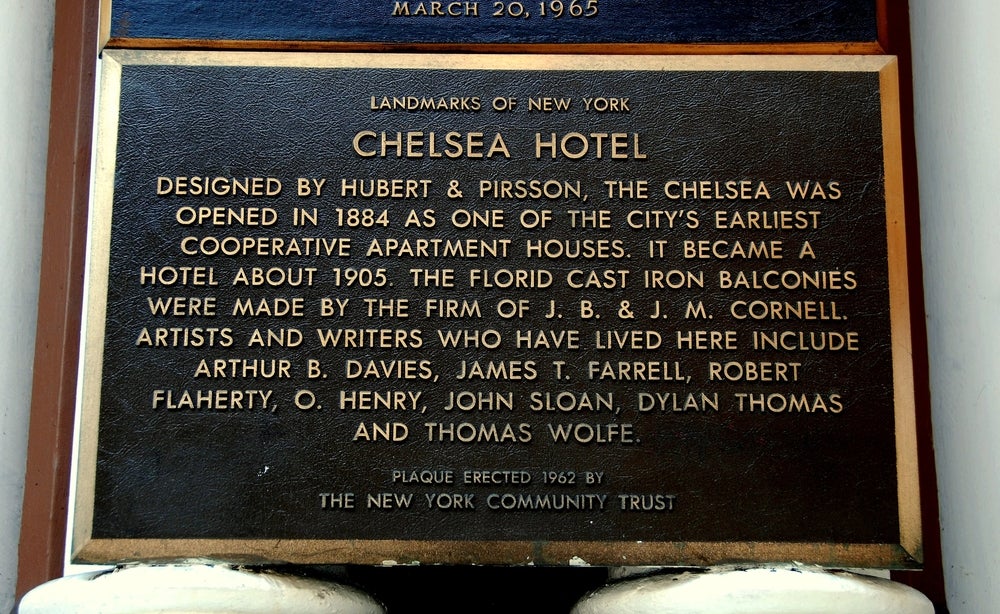 MARCH 20, 1965
LANDMARKS OF NEW YORK
CHELSEA HOTEL
DESIGNED BY HUBERT & PIRSSON, THE CHELSEA WAS
OPENED IN 1884 AS ONE OF THE CITY'S EARLIEST
COOPERATIVE APARTMENT HOUSES. IT BECAME A
HOTEL ABOUT 1905. THE FLORID CAST IRON BALCONIES
WERE MADE BY THE FIRM OF J. B. & J. M. CORNELL.
ARTISTS AND WRITERS WHO HAVE LIVED HERE INCLUDE
ARTHUR B. DAVIES, JAMES T. FARRELL, ROBERT
FLAHERTY, O. HENRY, JOHN SLOAN, DYLAN THOMAS
AND THOMAS WOLFE.
PLAQUE ERECTED 1962 BY
THE NEW YORK COMMUNITY TRUST